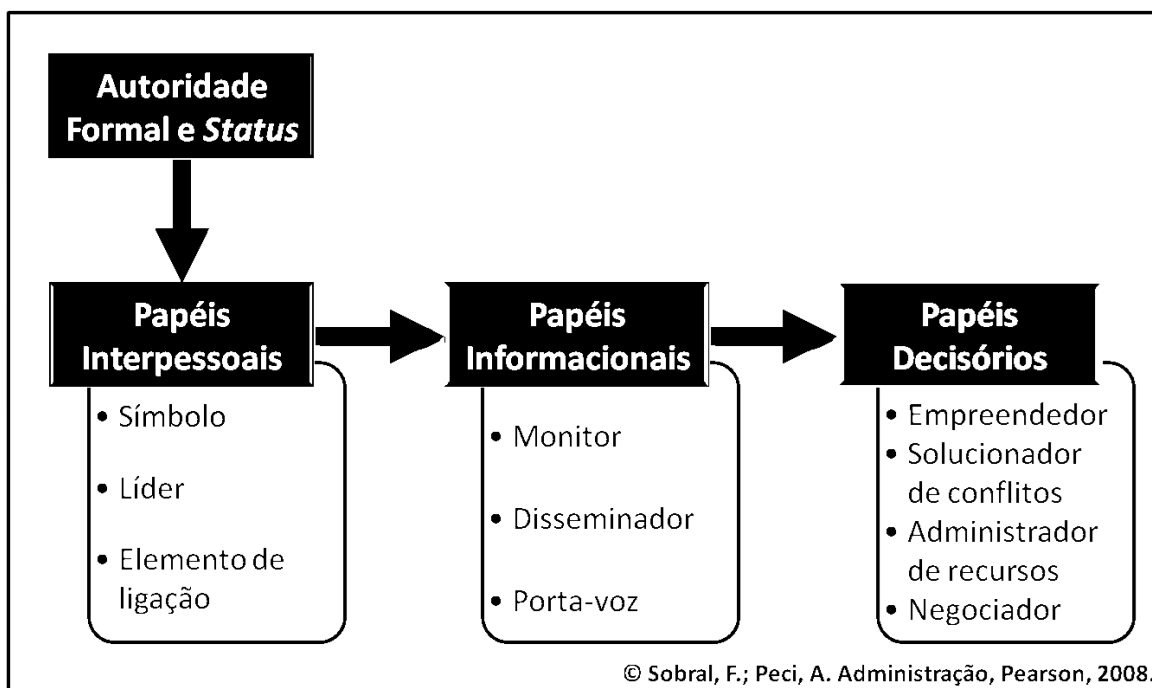 Autoridade
Formal e Status
Papéis
Interpessoais
• Símbolo
• Líder
• Elemento de
ligação
Papéis
Informacionais
• Monitor
• Disseminador
• Porta-voz
Papéis
Decisórios
• Empreendedor
• Solucionador
de conflitos
• Administrador
de recursos
• Negociador
© Sobral, F.; Peci, A. Administração, Pearson, 2008.